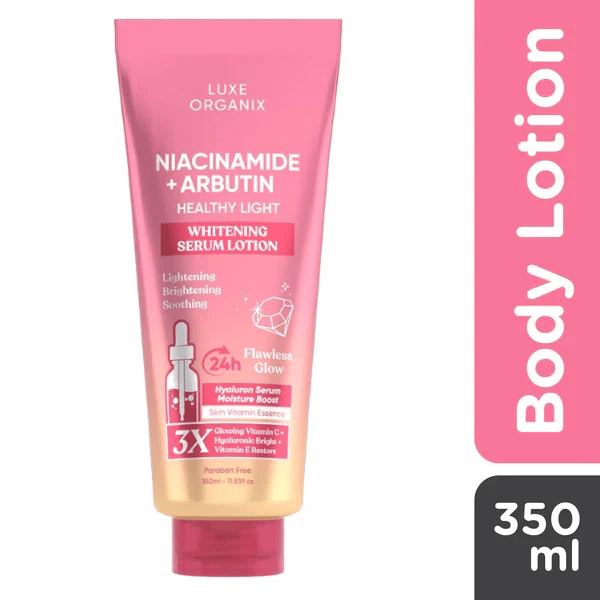 LUXE
ORGANIX
NIACINAMIDE
+ ARBUTIN
HEALTHY LIGHT
WHITENING
SERUM LOTION
Lightening
Brightening
Soothing
24h
Flawless
Glow
Hyaluron Serum
Moisture Boost
Skin Vitamin Essence
3X
Glowing Vitamin C +
Hyaluronic Bright +
Vitamin E Restore
Paraben Free
350ml - 11.83fl oz
Body Lotion
350
ml